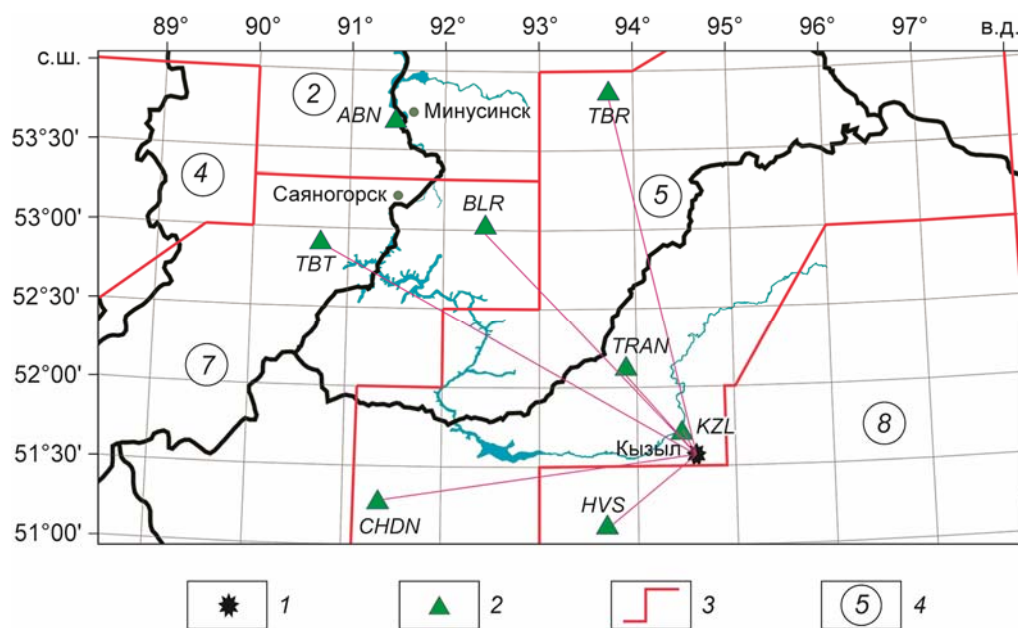 89° 90° 91° 92° 93° 94° 95° 96° 97° в.д.
с.ш.
2
ABN
Минусинск
TBR
53°30'
4
Саяногорск
BLR
5
53°00'
TBT
52°30'
TRAN
7
52°00'
KZL
8
Кызыл
51°30'
CHDN
HVS
51°00'
1 2 3 5 4